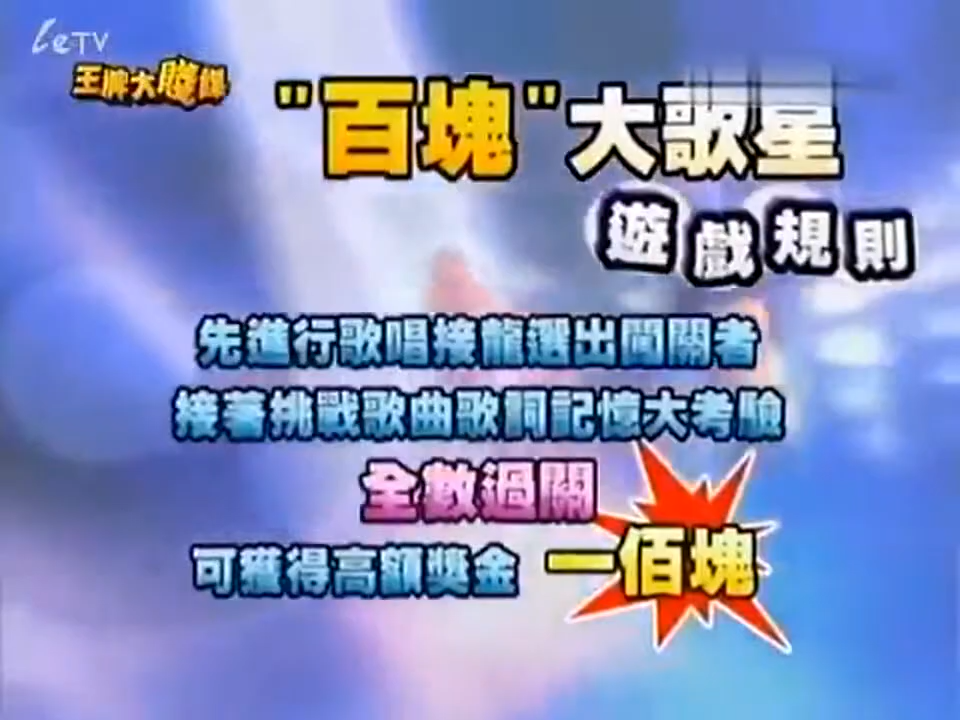 LeTV
王牌大賤諜
"百塊"大歌星
遊戲規則
先進行歌唱接龍選出闖關者
接著挑戰歌曲歌詞記憶大考驗
全數過關
可獲得高額獎金 一佰塊